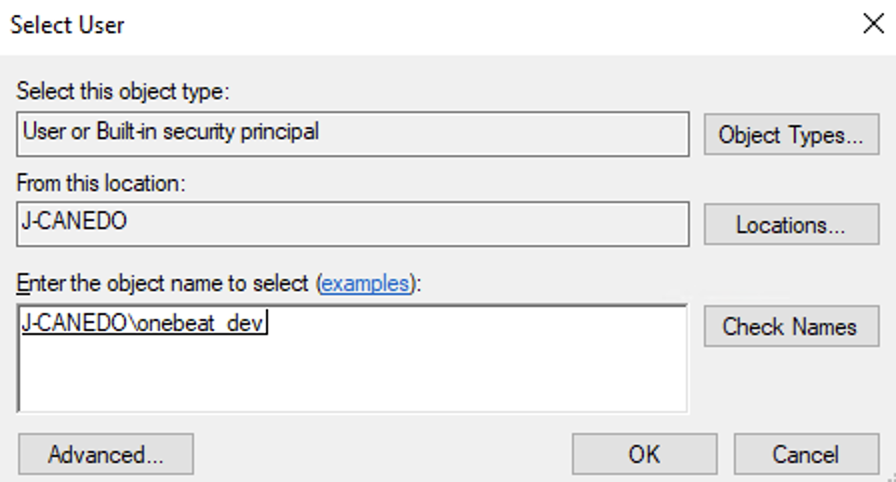 Select User
Select this object type:
User or Built-in security principal
Object Types...
From this location:
J-CANEDO
Locations...
Enter the object name to select (examples):
J-CANEDO\onebeat_dev
Check Names
Advanced...
OK
Cancel